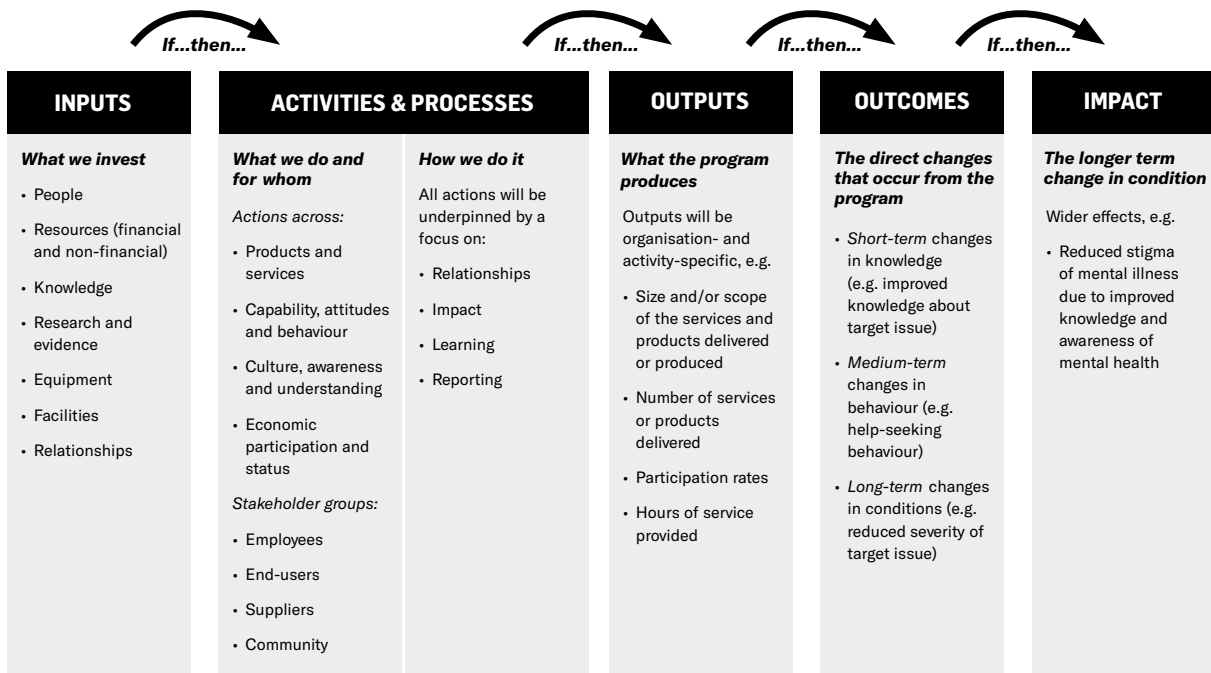 If...then...
If...then...
If...then...
If...then...
INPUTS
What we invest
• People
• Resources (financial
and non-financial)
• Knowledge
• Research and
evidence
• Equipment
• Facilities
• Relationships
ACTIVITIES & PROCESSES
What we do and
for whom
Actions across:
• Products and
services
• Capability, attitudes
and behaviour
• Culture, awareness
and understanding
• Economic
participation and
status
Stakeholder groups:
• Employees
• End-users
• Suppliers
• Community
How we do it
All actions will be
underpinned by a
focus on:
• Relationships
• Impact
• Learning
• Reporting
OUTPUTS
What the program
produces
Outputs will be
organisation- and
activity-specific, e.g.
• Size and/or scope
of the services and
products delivered
or produced
• Number of services
or products
delivered
• Participation rates
• Hours of service
provided
OUTCOMES
The direct changes
that occur from the
program
• Short-term changes
in knowledge
(e.g. improved
knowledge about
target issue)
• Medium-term
changes in
behaviour (e.g.
help-seeking
behaviour)
• Long-term changes
in conditions (e.g.
reduced severity of
target issue)
IMPACT
The longer term
change in condition
Wider effects, e.g.
• Reduced stigma
of mental illness
due to improved
knowledge and
awareness of
mental health